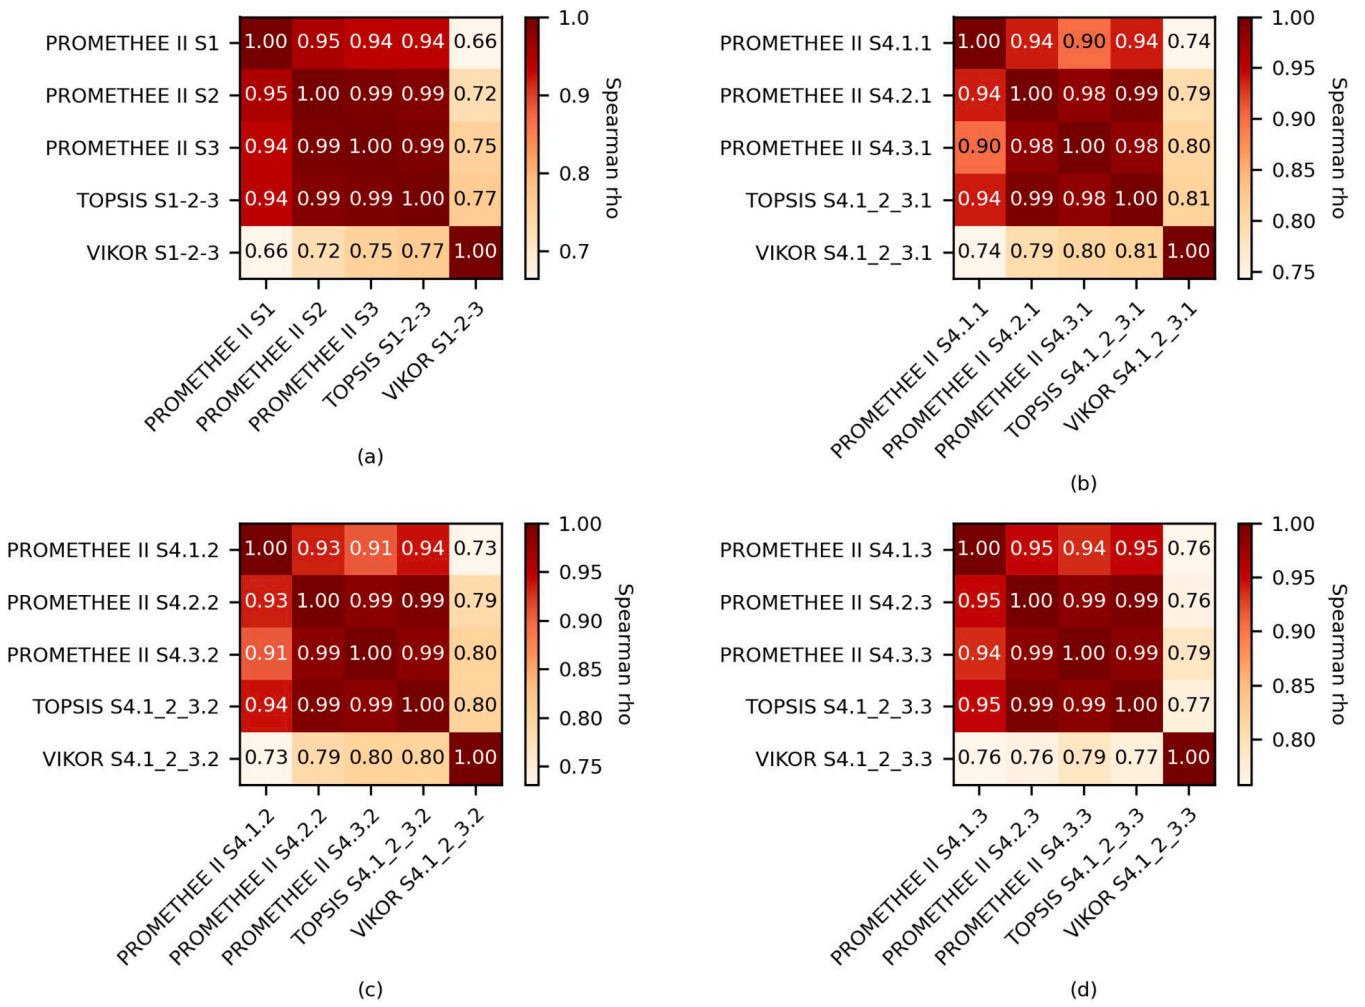 PROMETHEE II S1 1.00 0.95 0.94 0.94 0.66
PROMETHEE II S2 0.95 1.00 0.99 0.99 0.72
PROMETHEE II S3 0.94 0.99 1.00 0.99 0.75
TOPSIS S1-2-3 0.94 0.99 0.99 1.00 0.77
VIKOR S1-2-3 0.66 0.72 0.75 0.77 1.00
PROMETHEE II S1
PROMETHEE II S2
PROMETHEE II S3
TOPSIS S1-2-3
VIKOR S1-2-3
1.0
0.9
0.8
0.7
Spearman rho
(a)
PROMETHEE II S4.1.1 1.00 0.94 0.90 0.94 0.74
PROMETHEE II S4.2.1 0.94 1.00 0.98 0.99 0.79
PROMETHEE II S4.3.1 0.90 0.98 1.00 0.98 0.80
TOPSIS S4.1_2_3.1 0.94 0.99 0.98 1.00 0.81
VIKOR S4.1_2_3.1 0.74 0.79 0.80 0.81 1.00
PROMETHEE II S4.1.1
PROMETHEE II S4.2.1
PROMETHEE II S4.3.1
TOPSIS S4.1_2_3.1
VIKOR S4.1_2_3.1
1.00
0.95
0.90
0.85
0.80
0.75
Spearman rho
(b)
PROMETHEE II S4.1.2 1.00 0.93 0.91 0.94 0.73
PROMETHEE II S4.2.2 0.93 1.00 0.99 0.99 0.79
PROMETHEE II S4.3.2 0.91 0.99 1.00 0.99 0.80
TOPSIS S4.1_2_3.2 0.94 0.99 0.99 1.00 0.80
VIKOR S4.1_2_3.2 0.73 0.79 0.80 0.80 1.00
PROMETHEE II S4.1.2
PROMETHEE II S4.2.2
PROMETHEE II S4.3.2
TOPSIS S4.1_2_3.2
VIKOR S4.1_2_3.2
1.00
0.95
0.90
0.85
0.80
0.75
Spearman rho
(c)
PROMETHEE II S4.1.3 1.00 0.95 0.94 0.95 0.76
PROMETHEE II S4.2.3 0.95 1.00 0.99 0.99 0.76
PROMETHEE II S4.3.3 0.94 0.99 1.00 0.99 0.79
TOPSIS S4.1_2_3.3 0.95 0.99 0.99 1.00 0.77
VIKOR S4.1_2_3.3 0.76 0.76 0.79 0.77 1.00
PROMETHEE II S4.1.3
PROMETHEE II S4.2.3
PROMETHEE II S4.3.3
TOPSIS S4.1_2_3.3
VIKOR S4.1_2_3.3
1.00
0.95
0.90
0.85
0.80
Spearman rho
(d)